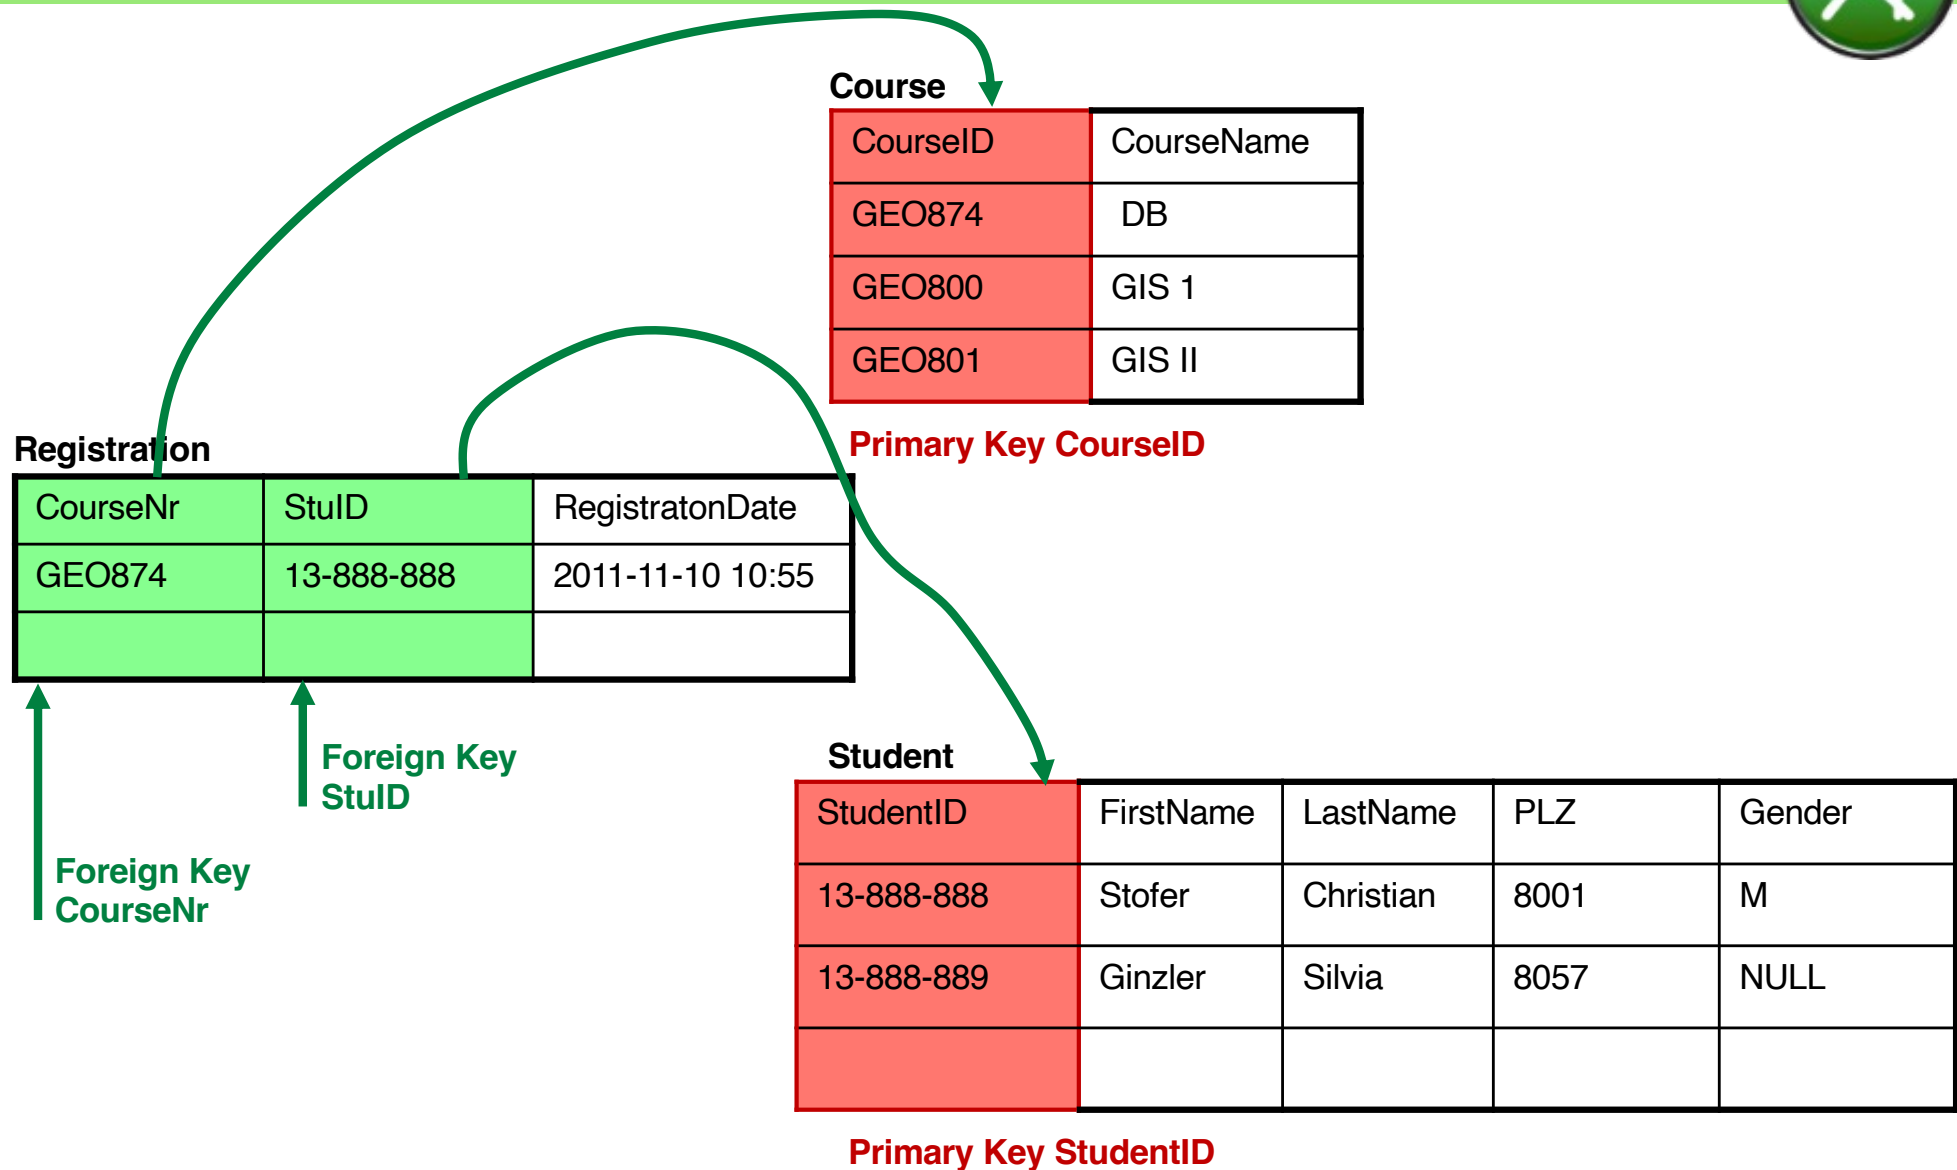 Course
CourseID CourseName
GEO874 DB
GEO800 GIS 1
GEO801 GIS II
Primary Key CourseID
Registration
CourseNr StuID RegistratonDate
GEO874 13-888-888 2011-11-10 10:55
Foreign Key
StuID
Foreign Key
CourseNr
Student
StudentID FirstName LastName PLZ Gender
13-888-888 Stofer Christian 8001 M
13-888-889 Ginzler Silvia 8057 NULL
Primary Key StudentID